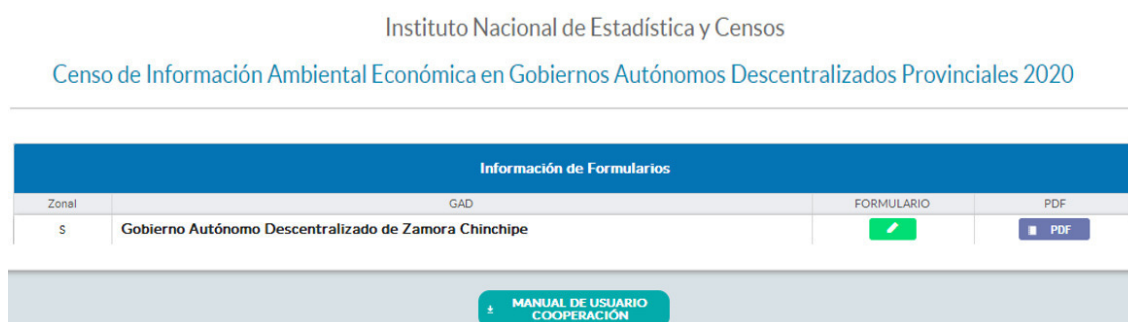 Instituto Nacional de Estadística y Censos
Censo de Información Ambiental Económica en Gobiernos Autónomos Descentralizados Provinciales 2020
Información de Formularios
Zonal GAD FORMULARIO PDF
S Gobierno Autónomo Descentralizado de Zamora Chinchipe PDF
MANUAL DE USUARIO
COOPERACIÓN